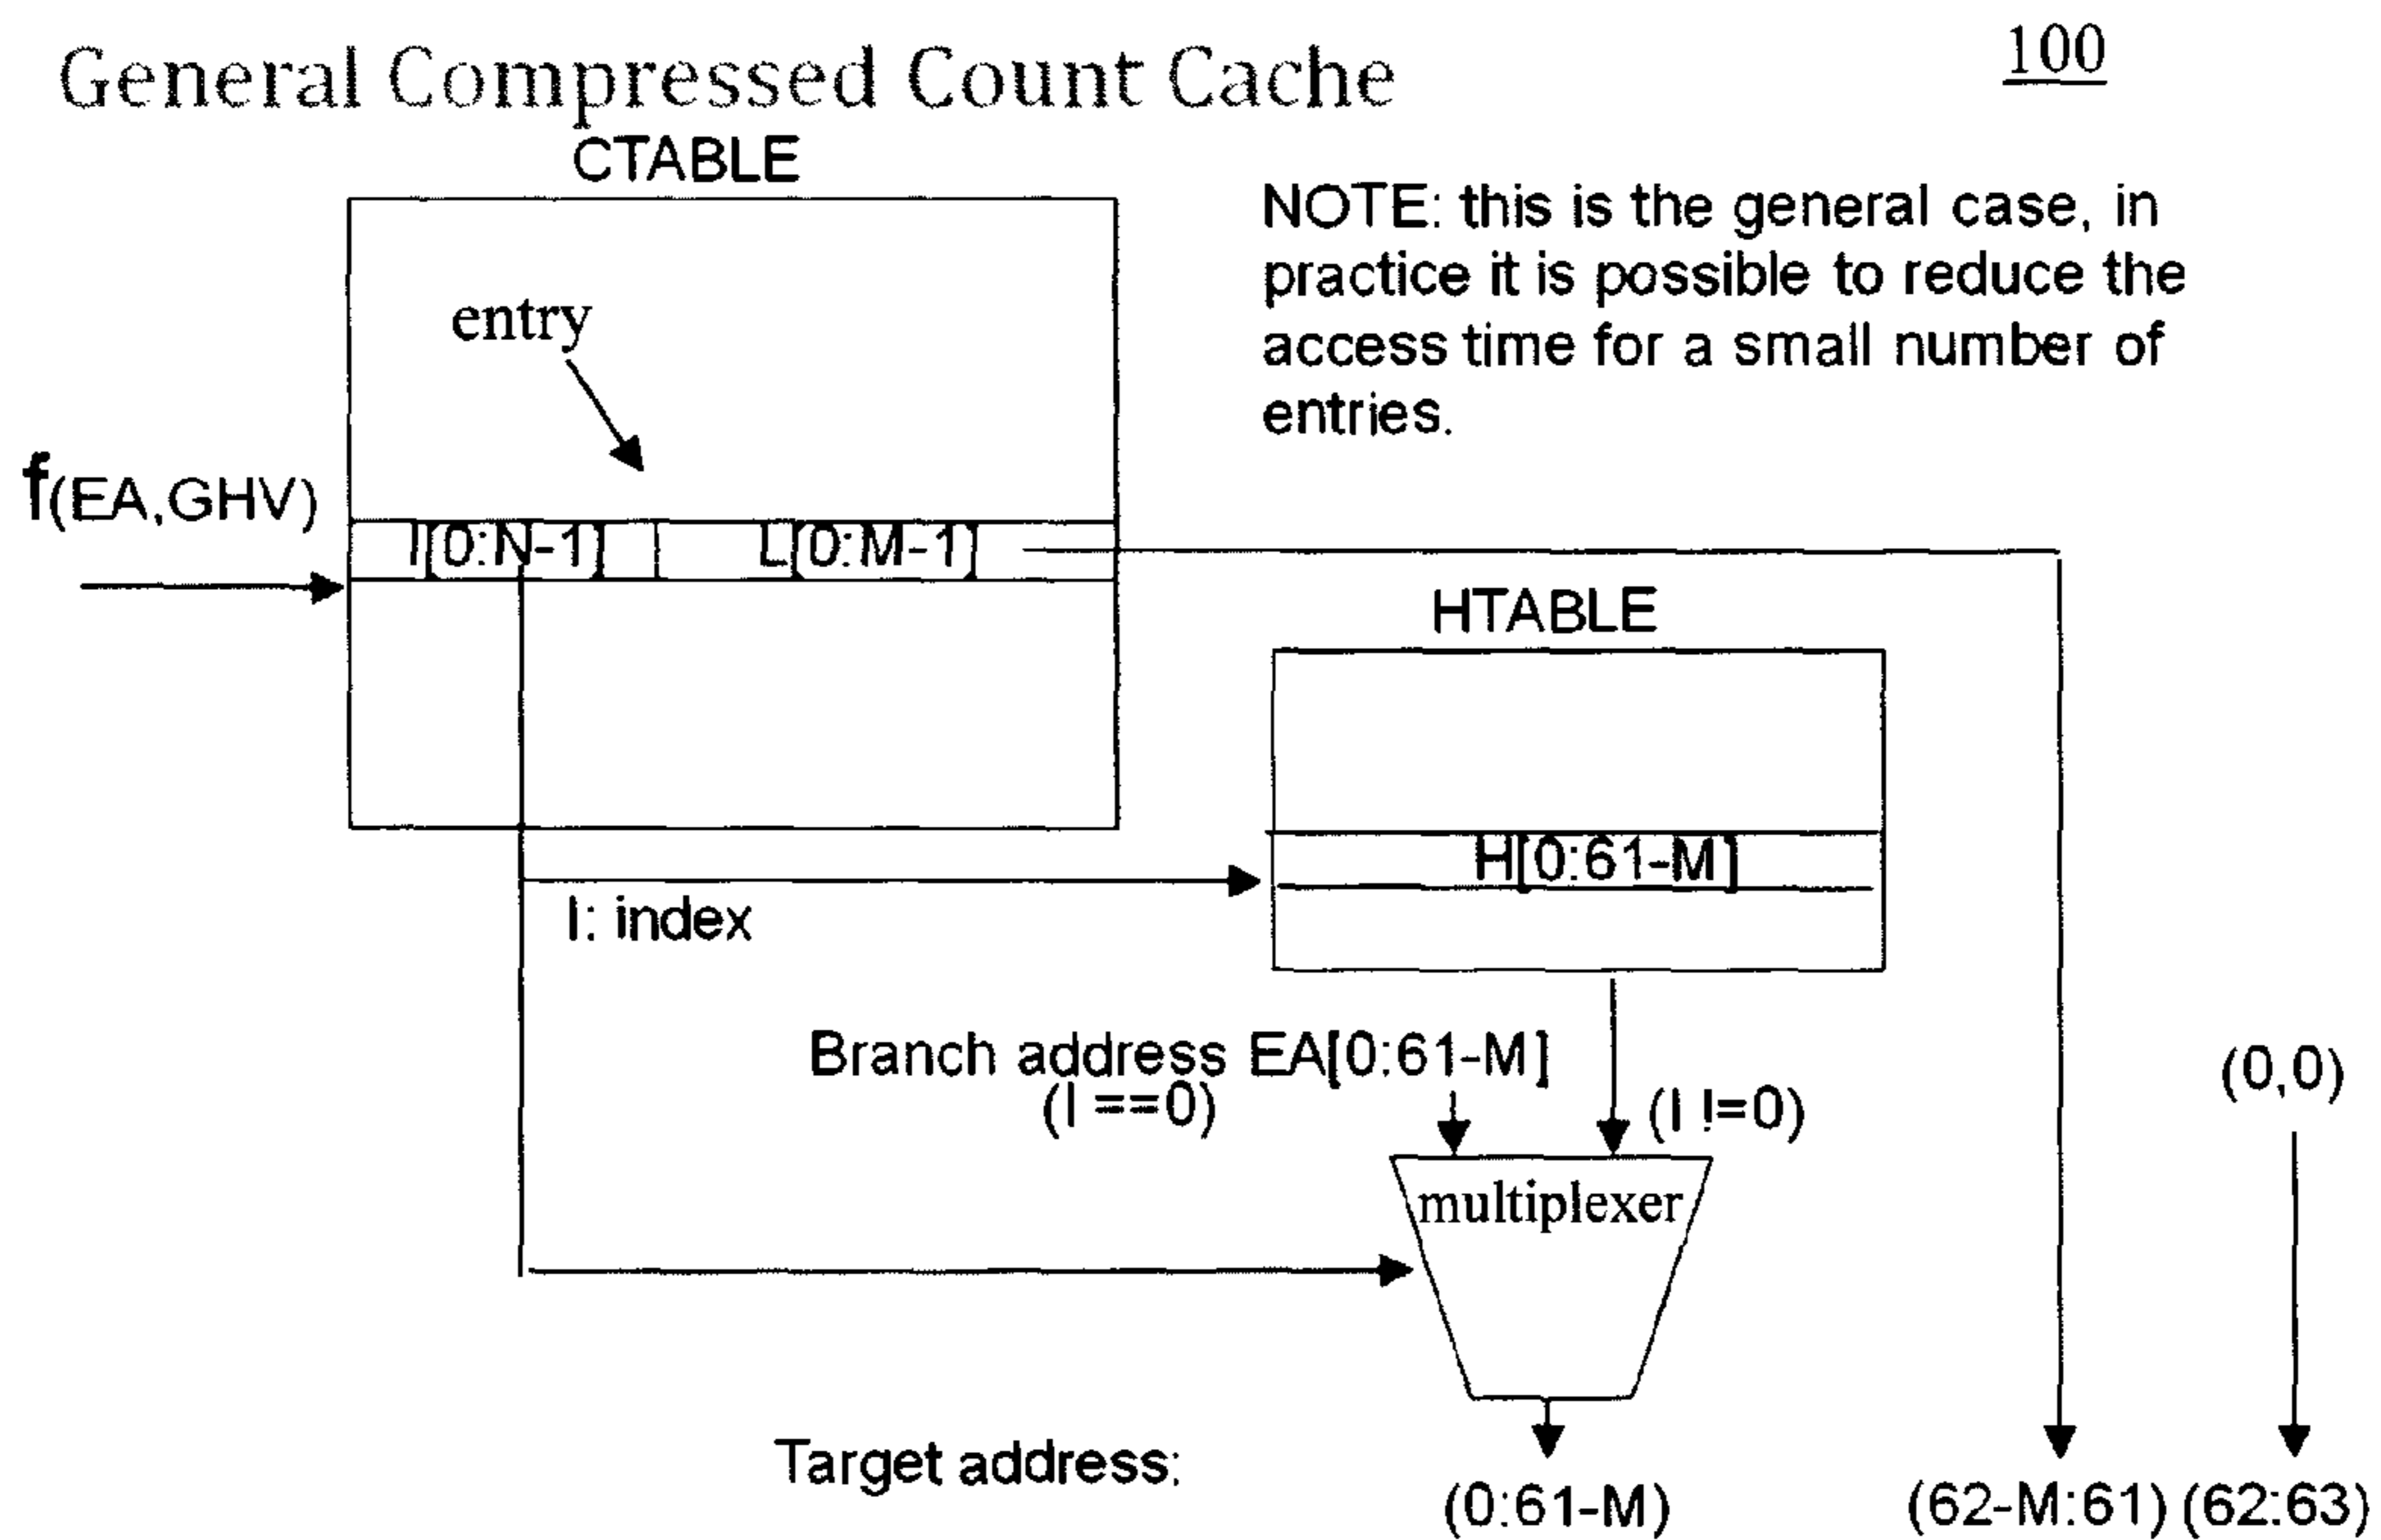 General Compressed Count Cache
100
CTABLE
NOTE: this is the general case, in
practice it is possible to reduce the
access time for a small number of
entries.
entry
f(EA,GHV)
I[0:N-1]
L[0:M-1]
HTABLE
H[0:61-M]
I: index
Branch address EA[0:61-M]
(I ==0)
(I !=0)
(0,0)
multiplexer
Target address:
(0:61-M)
(62-M:61)
(62:63)